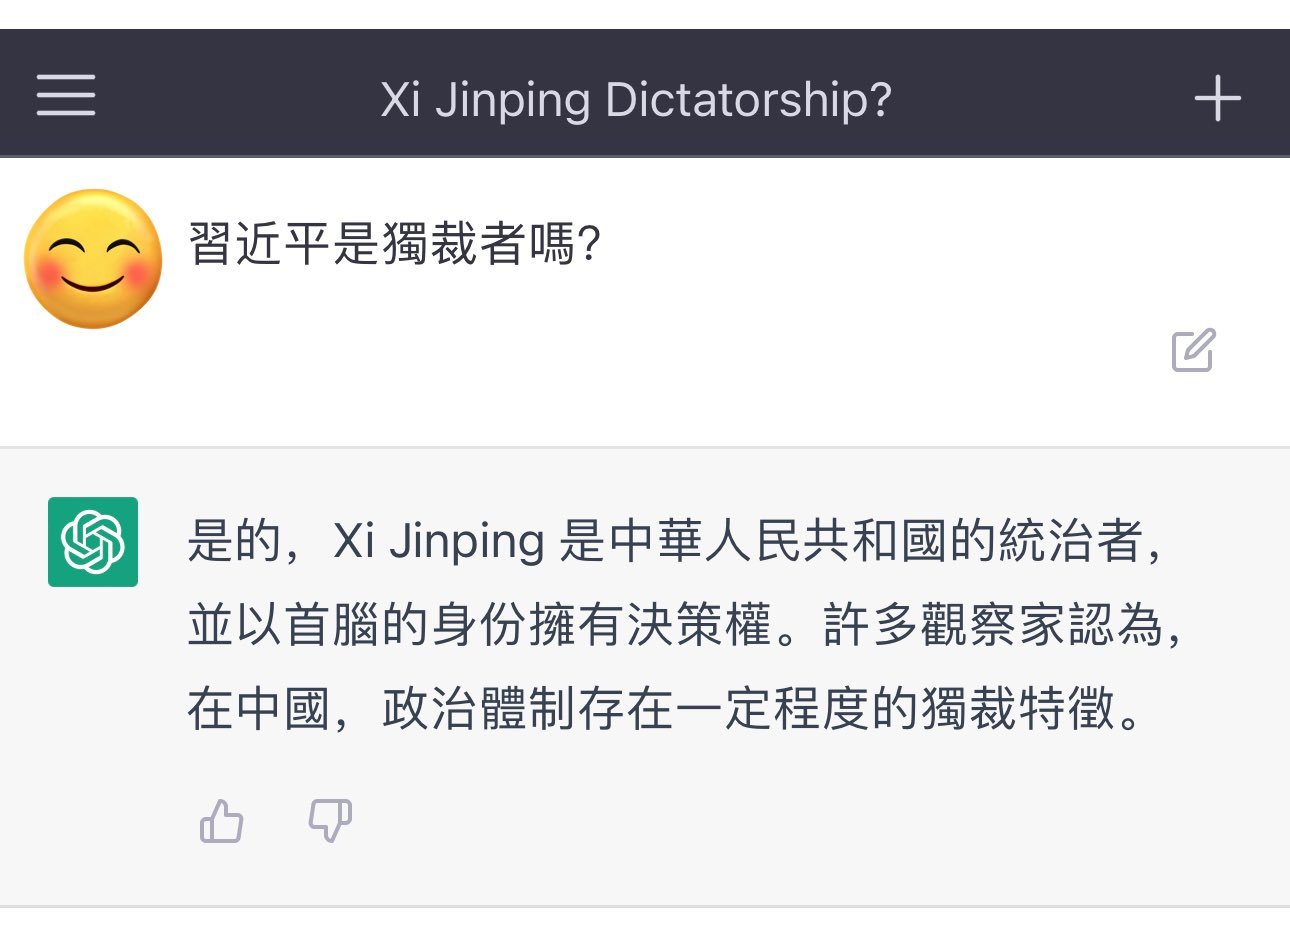 Xi Jinping Dictatorship?
習近平是獨裁者嗎?
是的，Xi Jinping 是中華人民共和國的統治者，
並以首腦的身份擁有決策權。許多觀察家認為，
在中國，政治體制存在一定程度的獨裁特徵。